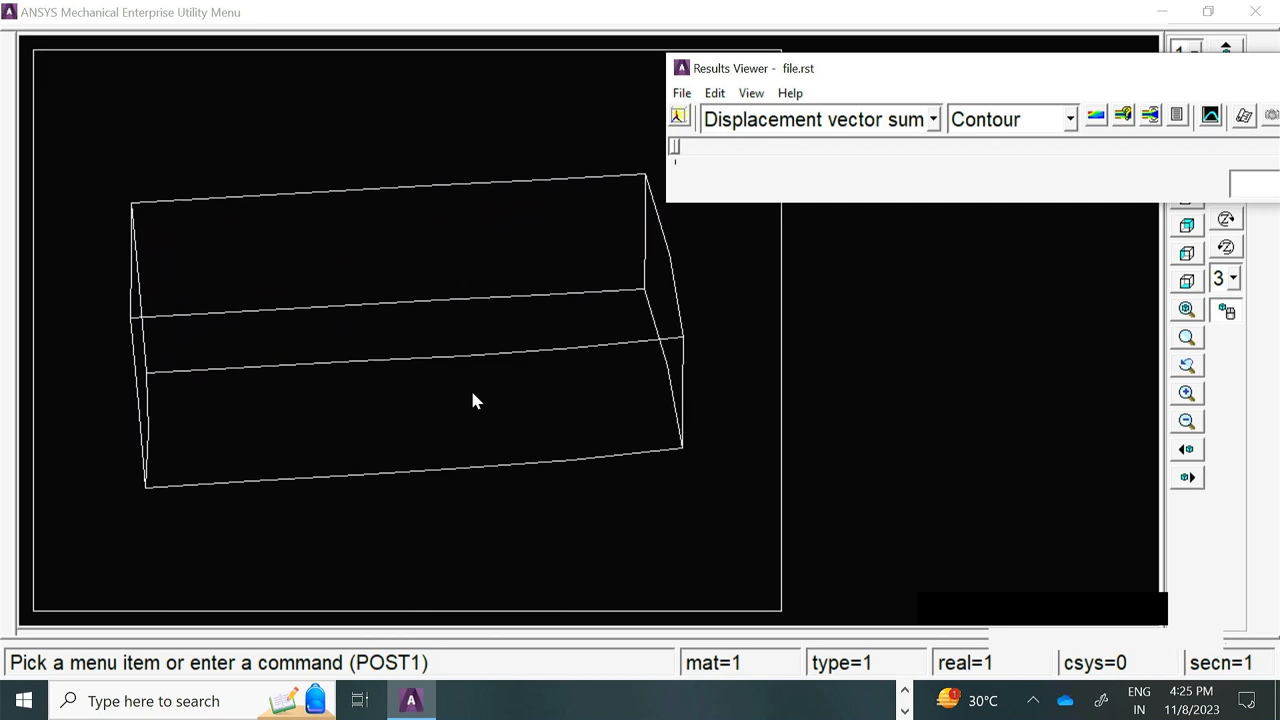 ANSYS Mechanical Enterprise Utility Menu
Results Viewer - file.rst
File Edit View Help
Displacement vector sum Contour
3
Pick a menu item or enter a command (POST1) mat=1 type=1 real=1 csys=0 secn=1
Type here to search
1
30°C
ENG
IN
4:25 PM
11/8/2023